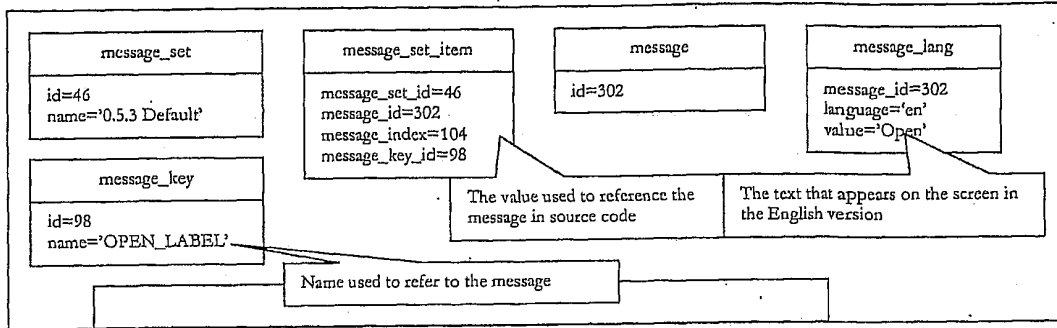 message_set
id=46
name='0.5.3 Default'
message_set_item
message_set_id=46
message_id=302
message_index=104
message_key_id=98
message
id=302
message_lang
message_id=302
language='en'
value='Open'
message_key
id=98
name='OPEN_LABEL'
The value used to reference the
message in source code
The text that appears on the screen in
the English version
Name used to refer to the message